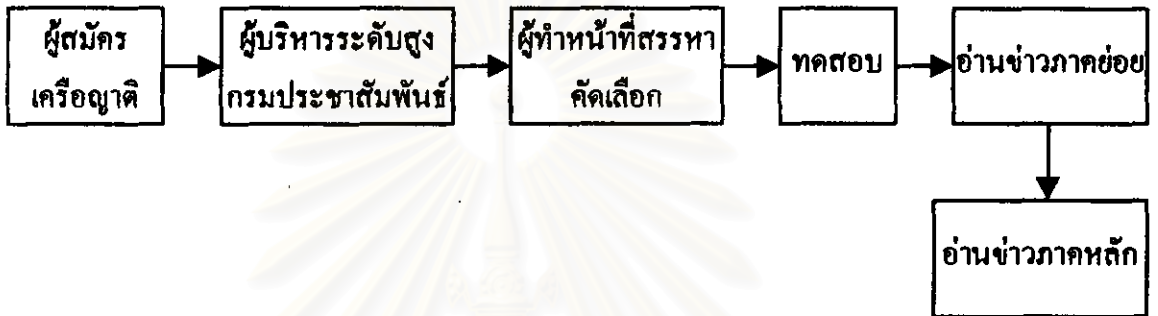 ผู้สมัคร
เครือญาติ
ผู้บริหารระดับสูง
กรมประชาสัมพันธ์
ผู้ทำหน้าที่สรรหา
คัดเลือก
ทดสอบ
อ่านข่าวภาคย่อย
อ่านข่าวภาคหลัก